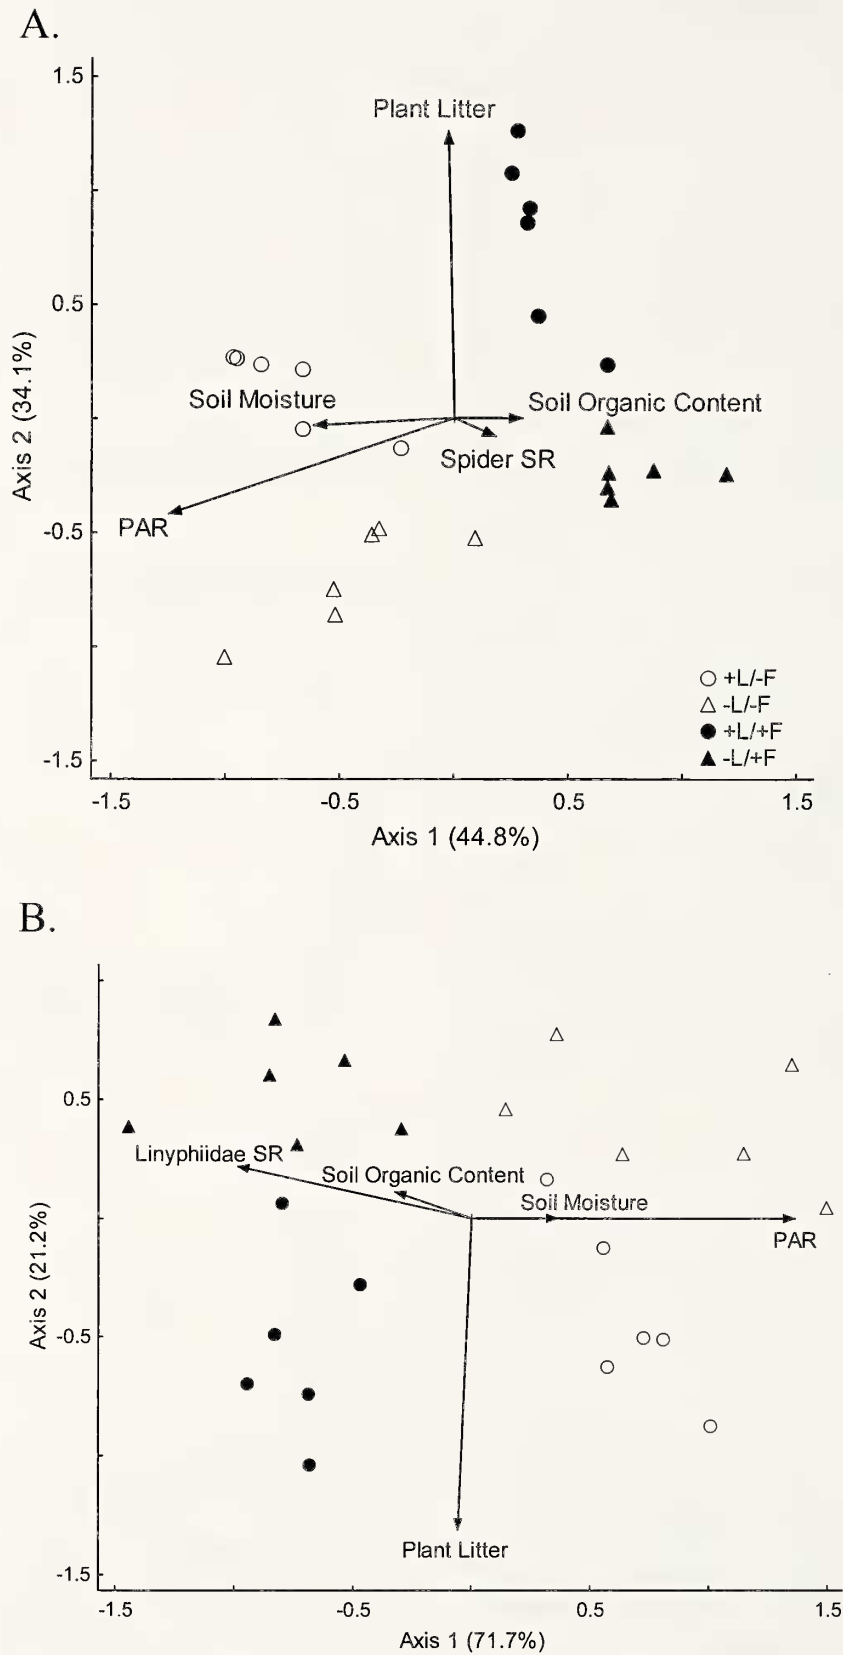 A.
1.5
Plant Litter
0.5
Soil Moisture
Soil Organic Content
Spider SR
PAR
-0.5
Axis 2 (34.1%)
+L/-F
-L/-F
+L/+F
-L/+F
-1.5
-1.5 -0.5 0.5 1.5
Axis 1 (44.8%)
B.
0.5
Linyphiidae SR
Soil Organic Content
Soil Moisture
PAR
Axis 2 (21.2%)
-0.5
Plant Litter
-1.5
-1.5 -0.5 0.5 1.5
Axis 1 (71.7%)